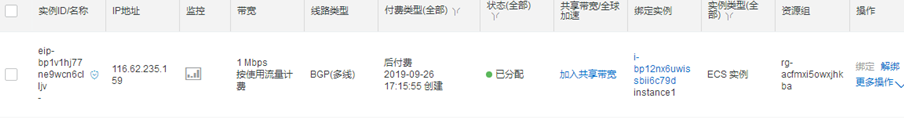 实例ID/名称
IP地址
监控
带宽
线路类型
付费类型(全部)
状态(全部)
共享带宽/全球
加速
绑定实例
实例类型(全
部)
资源组
操作
eip-
bp1v1hj77
ne9wcn6cl
ljv
-
116.62.235.1
59
1 Mbps
按使用流量计
费
BGP(多线)
后付费
2019-09-26
17:15:55 创建
已分配
加入共享带宽
i-
bp12nx6uwis
sbii6c79d
instance1
ECS 实例
rg-
acfmxi5owxjhk
ba
绑定 解绑
更多操作